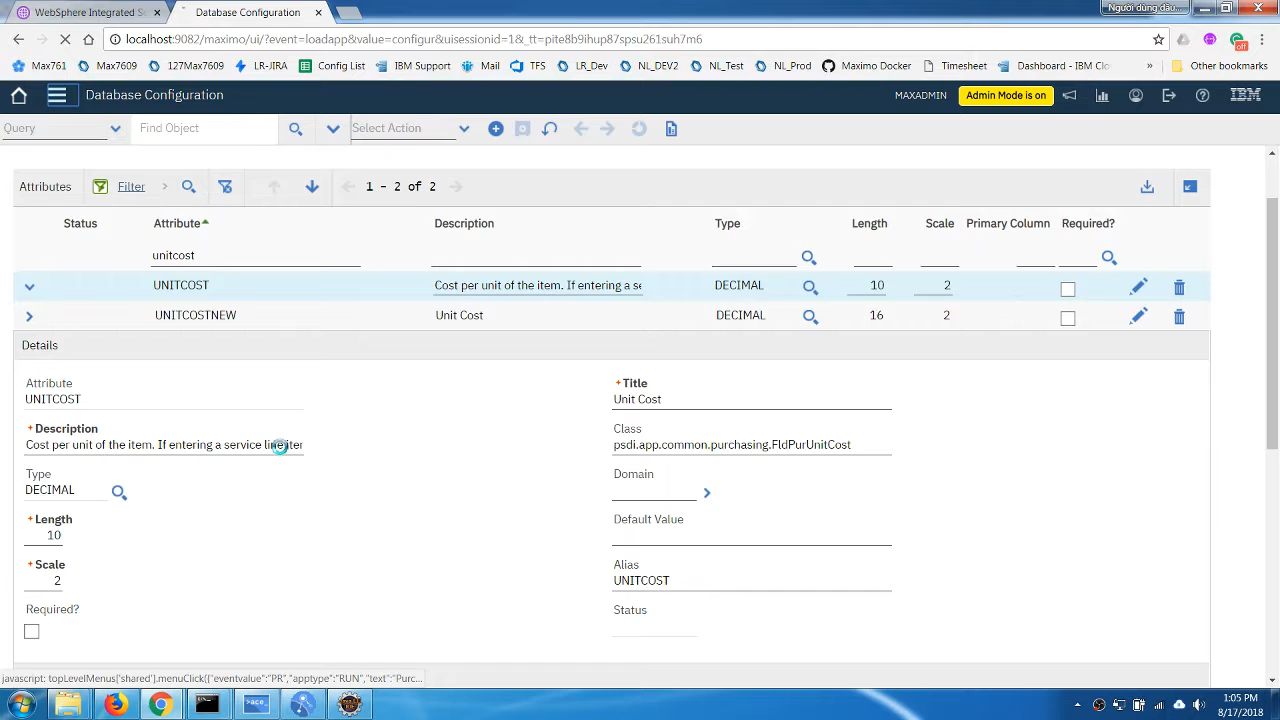 WebSphere Integrated S
Database Configuration
Người dùng dấu...
localhost:9082/maximo/ui/?event=loadapp&value=configur&uisessionid=1&_tt=pite8b9ihup87spsu261suh7m6
Max761 Max7609 127Max7609 LR-JIRA Config List IBM Support Mail TFS LR_Dev NL_DEV2 NL_Test NL_Prod Maximo Docker Timesheet Dashboard - IBM Clo » Other bookmarks
Database Configuration MAXADMIN Admin Mode is on IBM
Query Find Object Select Action
Attributes Filter 1 - 2 of 2
Status Attribute Description Type Length Scale Primary Column Required?
unitcost
UNITCOST Cost per unit of the item. If entering a se DECIMAL 10 2
UNITCOSTNEW Unit Cost DECIMAL 16 2
Details
Attribute
UNITCOST
* Title
Unit Cost
* Description
Cost per unit of the item. If entering a service line iter
Class
psdi.app.common.purchasing.FldPurUnitCost
Type
DECIMAL
Domain
* Length
10
Default Value
* Scale
2
Alias
UNITCOST
Required?
Status
javascript: topLevelMenus['shared'].menuClick({"eventvalue":"PR","apptype":"RUN","text":"Purc...
1:05 PM
8/17/2018